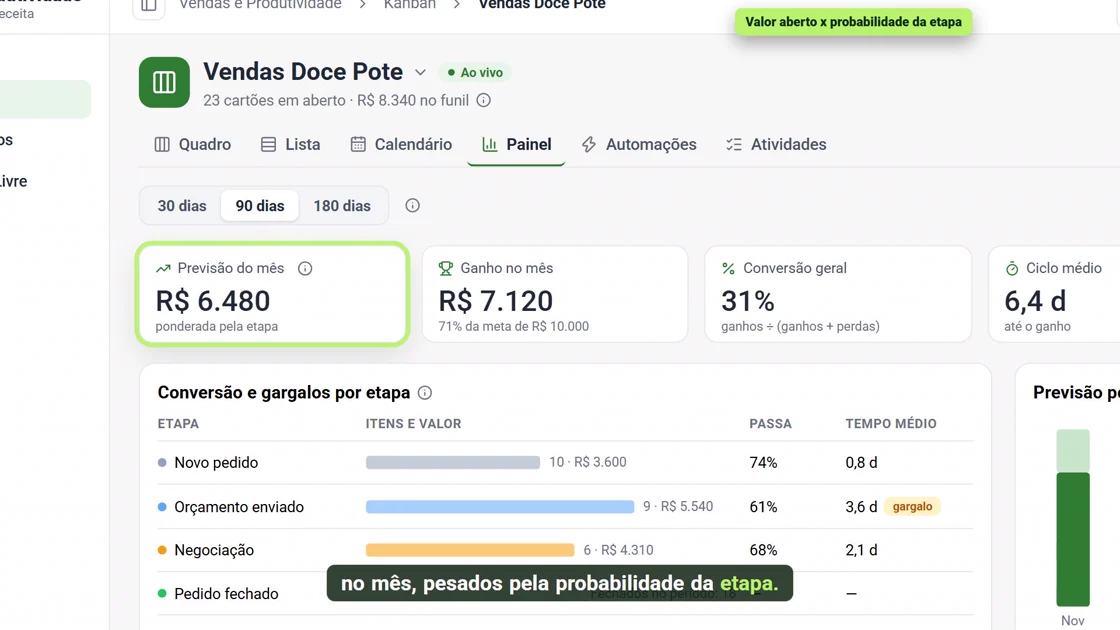 eceita
Vendas e Produtividade > Kanban > Vendas Doce Pote
Valor aberto x probabilidade da etapa
Vendas Doce Pote
Ao vivo
23 cartões em aberto · R$ 8.340 no funil
os
Livre
Quadro Lista Calendário Painel Automações Atividades
30 dias 90 dias 180 dias
Previsão do mês
R$ 6.480
ponderada pela etapa
Ganho no mês
R$ 7.120
71% da meta de R$ 10.000
Conversão geral
31%
ganhos ÷ (ganhos + perdas)
Ciclo médio
6,4 d
até o ganho
Conversão e gargalos por etapa
ETAPA ITENS E VALOR PASSA TEMPO MÉDIO
Novo pedido 10 · R$ 3.600 74% 0,8 d
Orçamento enviado 9 · R$ 5.540 61% 3,6 d gargalo
Negociação 6 · R$ 4.310 68% 2,1 d
Pedido fechado Fechados no período: — —
no mês, pesados pela probabilidade da etapa.
Previsão p
Nov